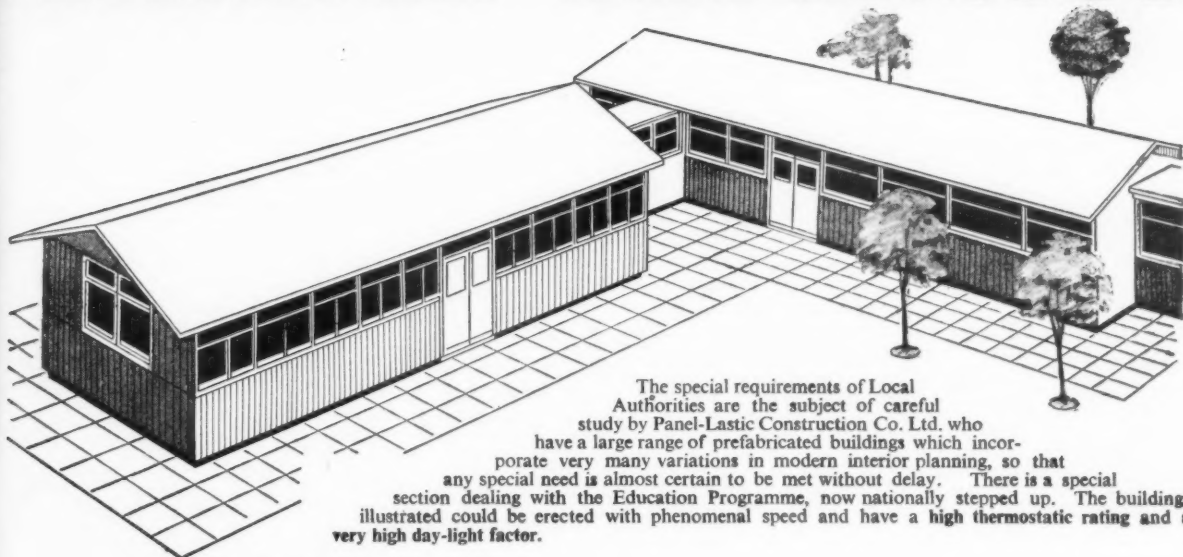 The special requirements of Local
Authorities are the subject of careful
study by Panel-Lastic Construction Co. Ltd. who
have a large range of prefabricated buildings which incor-
porate very many variations in modern interior planning, so that
any special need is almost certain to be met without delay. There is a special
section dealing with the Education Programme, now nationally stepped up. The building
illustrated could be erected with phenomenal speed and have a high thermostatic rating and
very high day-light factor.